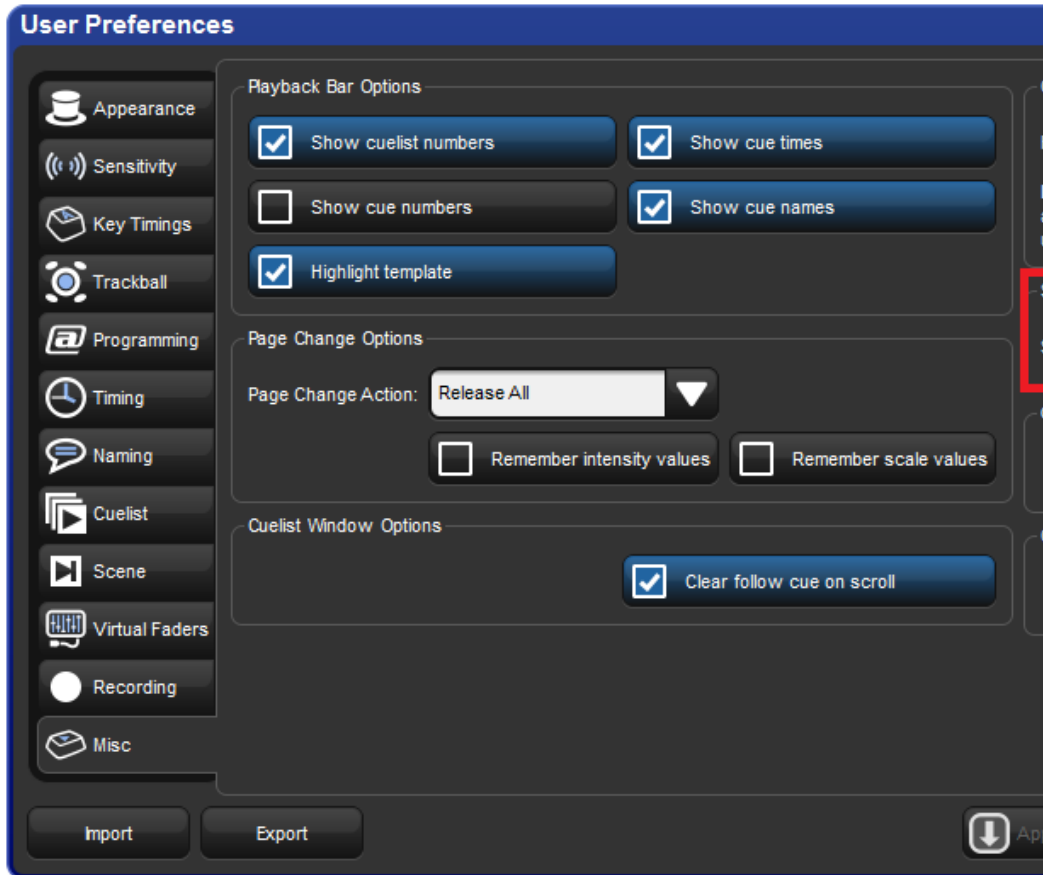 User Preferences
Appearance
Sensitivity
Key Timings
Trackball
Programming
Timing
Naming
Cuelist
Scene
Virtual Faders
Recording
Misc
Playback Bar Options
Show cuelist numbers
Show cue times
Show cue numbers
Show cue names
Highlight template
Page Change Options
Page Change Action: Release All
Remember intensity values
Remember scale values
Cuelist Window Options
Clear follow cue on scroll
Import
Export